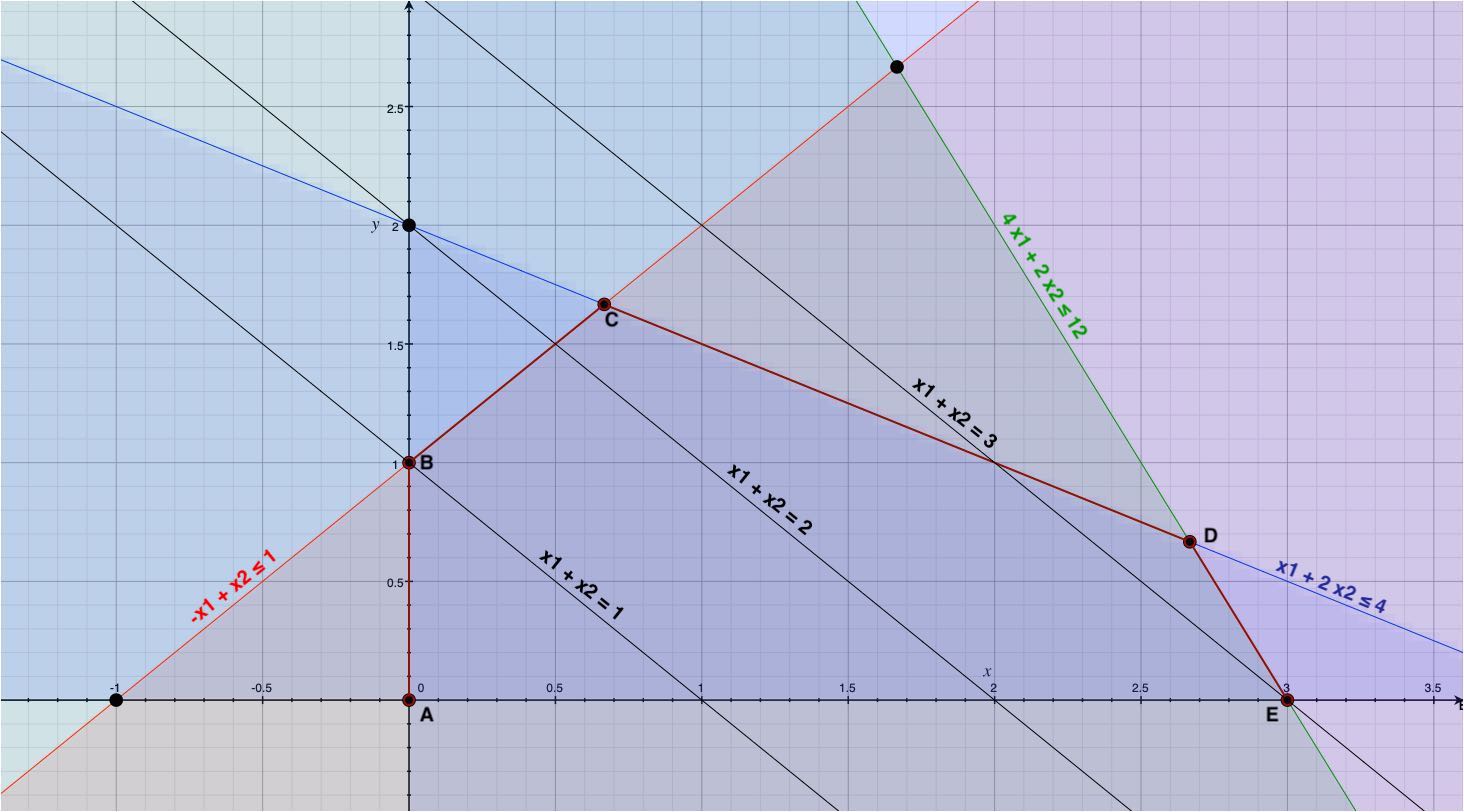 2.5
4 x1 + 2 x2 ≤ 12
y
2
C
1.5
x1 + x2 = 3
1
B
x1 + x2 = 2
D
-x1 + x2 ≤ 1
x1 + x2 = 1
0.5
x1 + 2 x2 ≤ 4
x
-1
-0.5
0
0.5
1
1.5
2
2.5
3
3.5
A
E